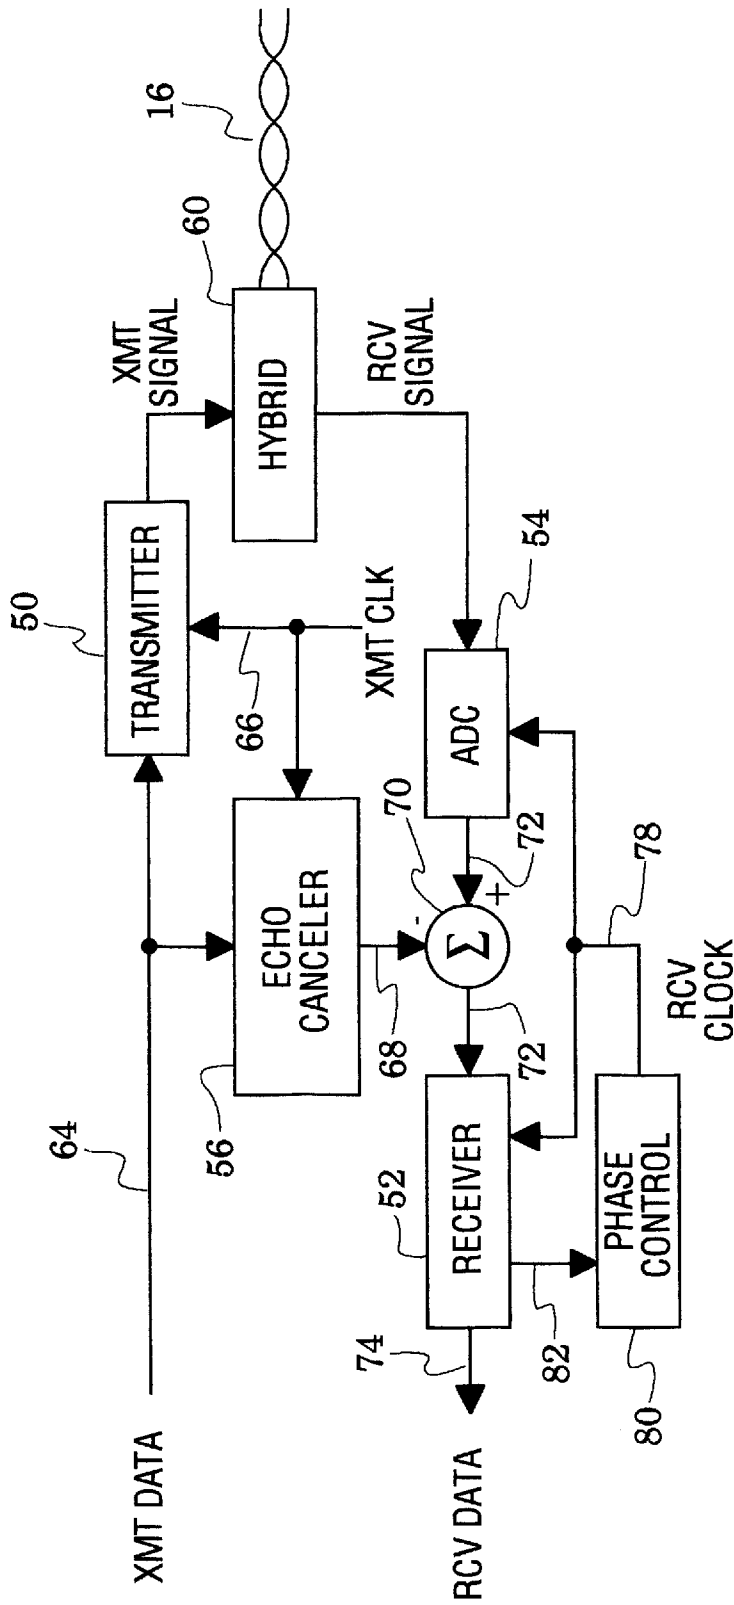 XMT DATA
64
50
TRANSMITTER
XMT
SIGNAL
60
16
HYBRID
66
XMT CLK
56
ECHO
CANCELER
RCV
SIGNAL
68
70
-
+
Σ
72
72
ADC
54
RCV DATA
74
52
RECEIVER
82
80
PHASE
CONTROL
78
RCV
CLOCK